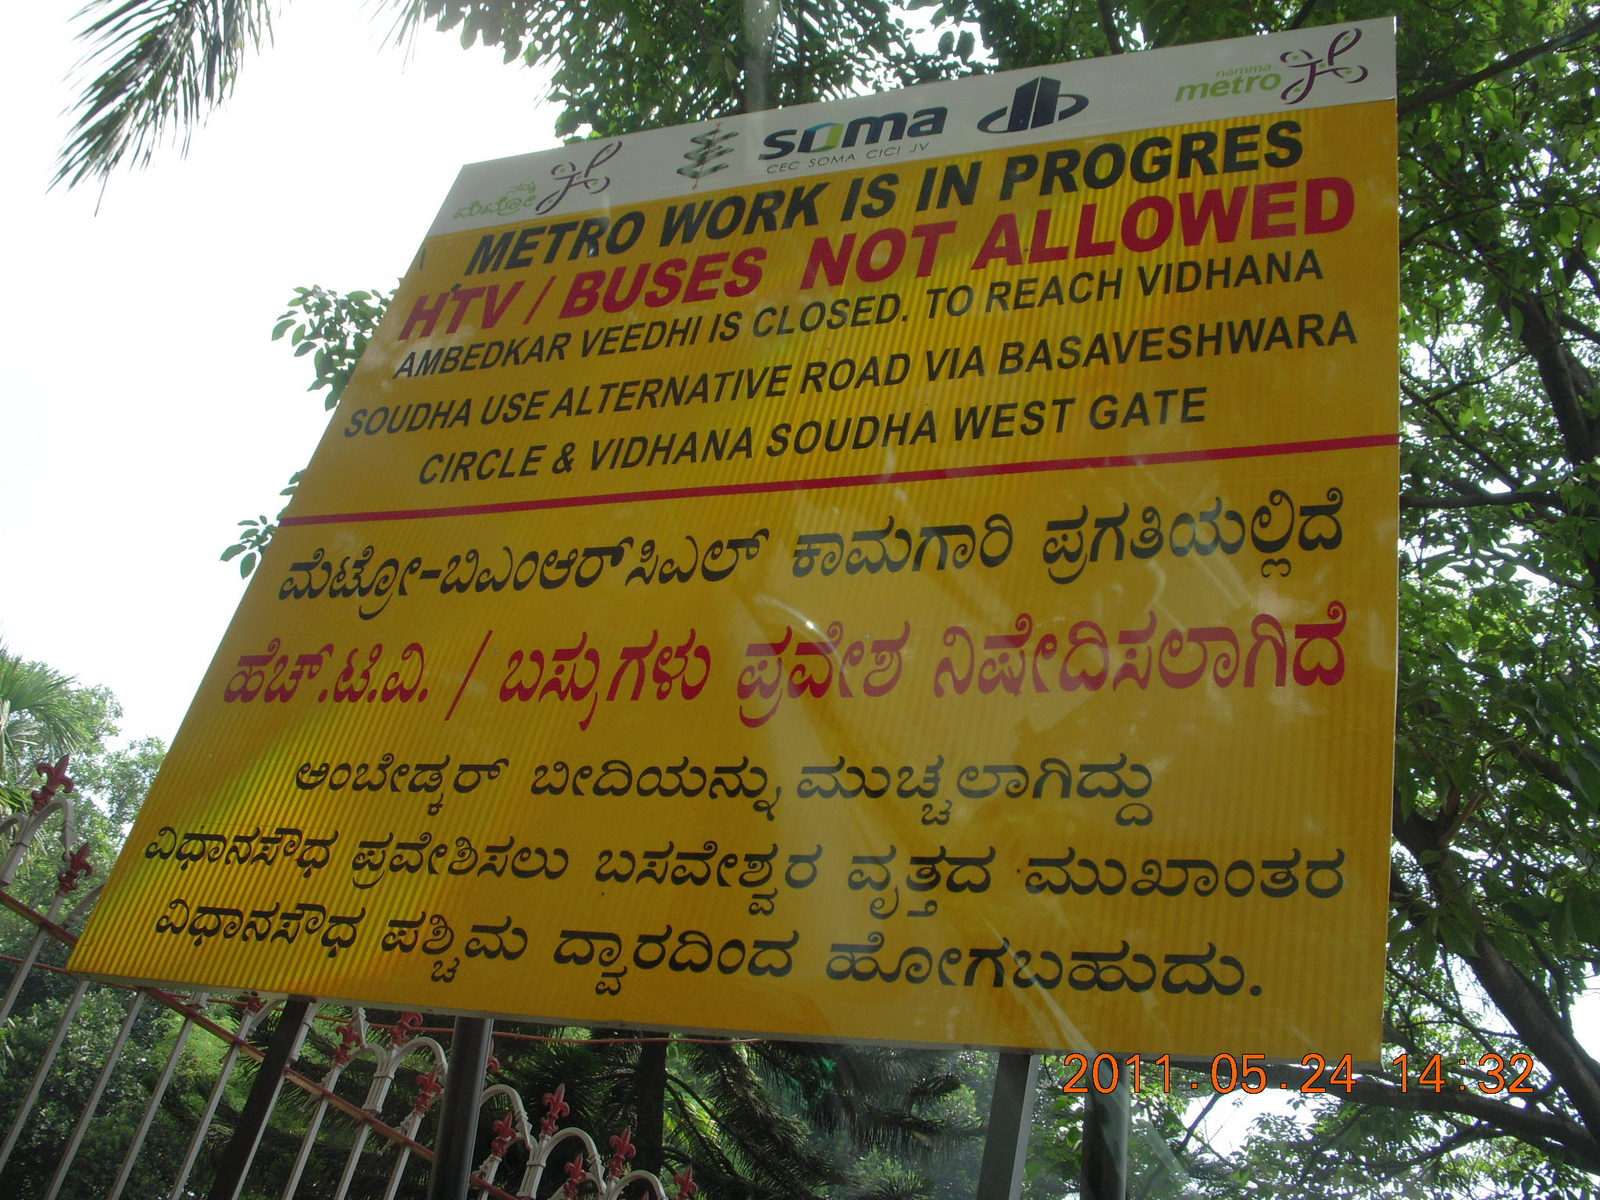 ನಮ್ಮ
ಮೆಟ್ರೋ
soma
CEC SOMA CICI JV
namma
metro
METRO WORK IS IN PROGRES
HTV / BUSES NOT ALLOWED
AMBEDKAR VEEDHI IS CLOSED. TO REACH VIDHANA
SOUDHA USE ALTERNATIVE ROAD VIA BASAVESHWARA
CIRCLE & VIDHANA SOUDHA WEST GATE
ಮೆಟ್ರೋ-ಬಿಎಂಆರ್‌ಸಿಎಲ್ ಕಾಮಗಾರಿ ಪ್ರಗತಿಯಲ್ಲಿದೆ
ಹೆಚ್.ಟಿ.ವಿ. / ಬಸ್ಸುಗಳು ಪ್ರವೇಶ ನಿಷೇದಿಸಲಾಗಿದೆ
ಅಂಬೇಡ್ಕರ್ ಬೀದಿಯನ್ನು ಮುಚ್ಚಲಾಗಿದ್ದು
ವಿಧಾನಸೌಧ ಪ್ರವೇಶಿಸಲು ಬಸವೇಶ್ವರ ವೃತ್ತದ ಮುಖಾಂತರ
ವಿಧಾನಸೌಧ ಪಶ್ಚಿಮ ದ್ವಾರದಿಂದ ಹೋಗಬಹುದು.
2011.05.24 14:32